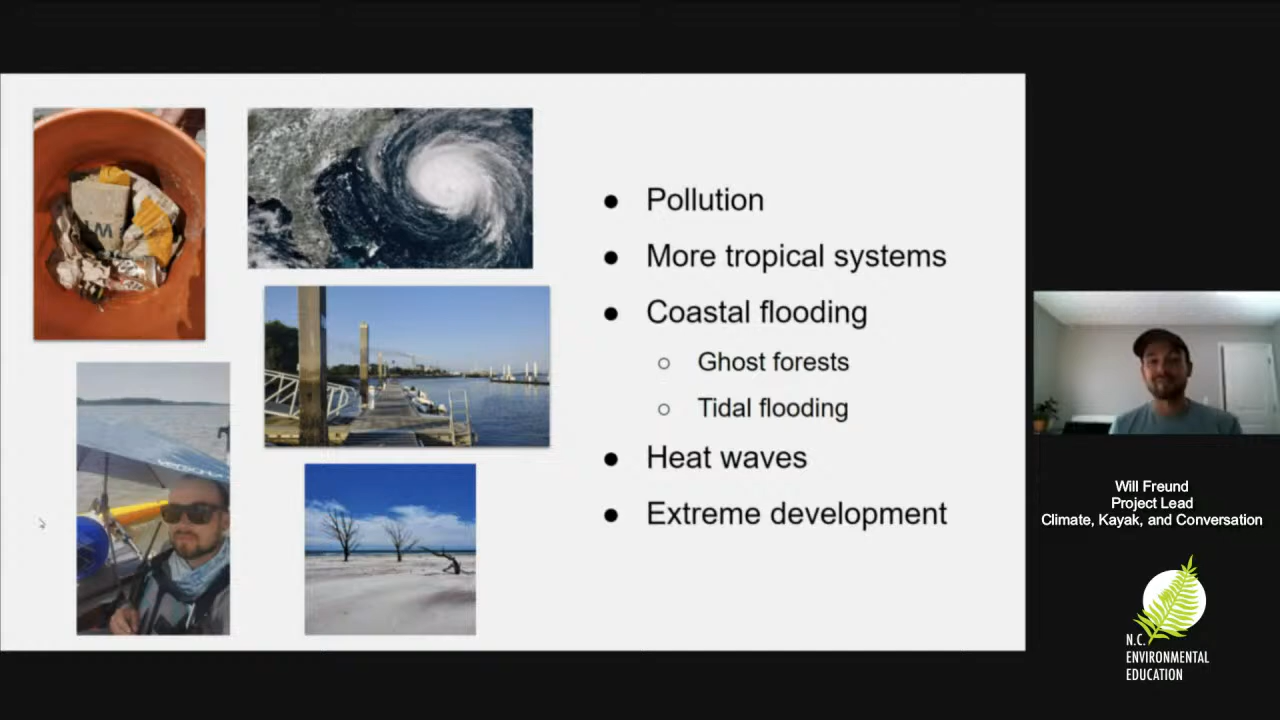 Pollution
More tropical systems
Coastal flooding
Ghost forests
Tidal flooding
Heat waves
Extreme development
Will Freund
Project Lead
Climate, Kayak, and Conversation
N.C.
ENVIRONMENTAL
EDUCATION